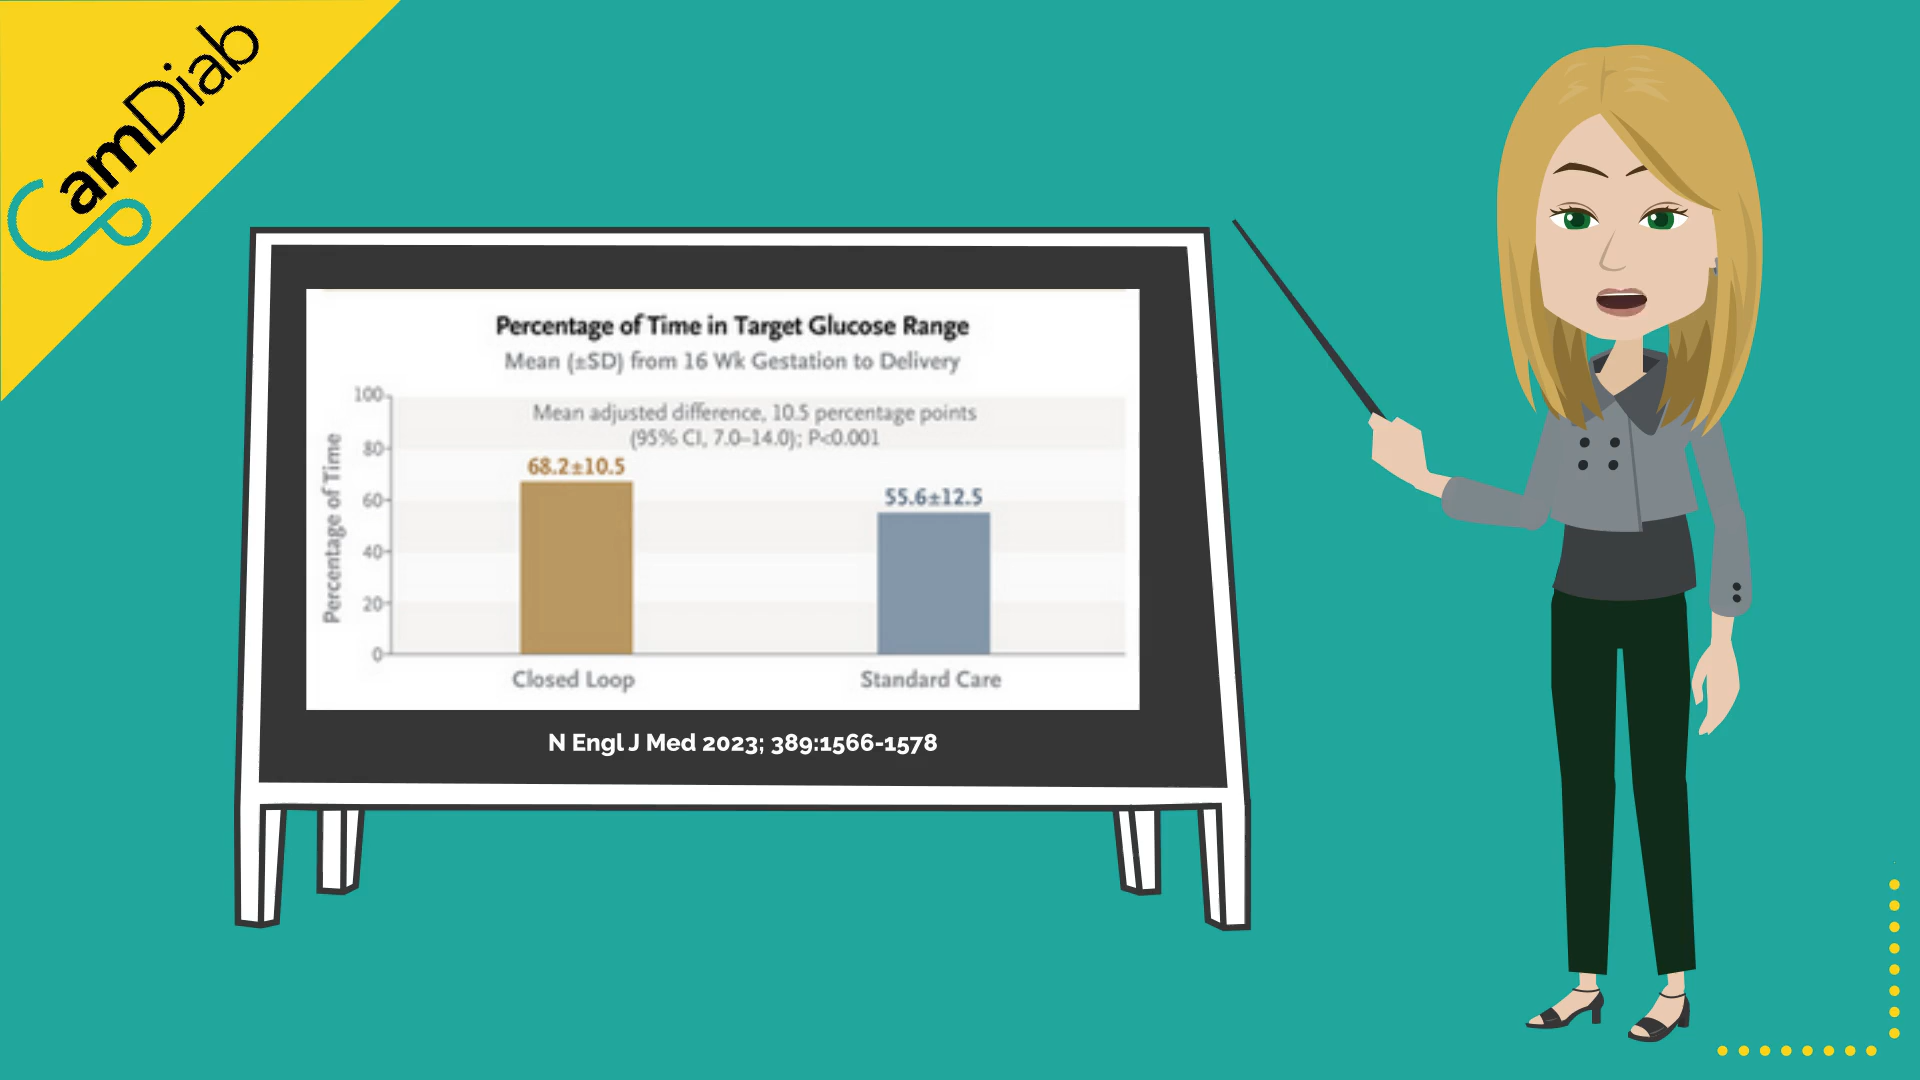 CamDiab
Percentage of Time in Target Glucose Range
Mean (±SD) from 16 Wk Gestation to Delivery
Mean adjusted difference, 10.5 percentage points
(95% CI, 7.0–14.0); P<0.001
Percentage of Time
100
80
60
40
20
0
68.2±10.5
55.6±12.5
Closed Loop
Standard Care
N Engl J Med 2023; 389:1566-1578